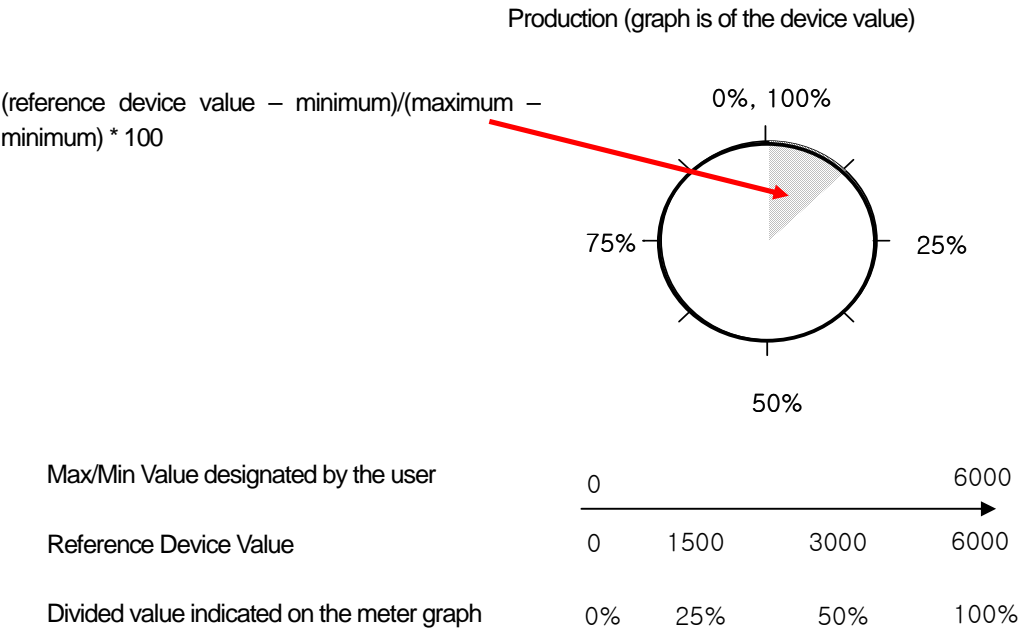 Production (graph is of the device value)
(reference device value – minimum)/(maximum –
minimum) * 100
0%, 100%
75%
25%
50%
Max/Min Value designated by the user
0 6000
Reference Device Value
0 1500 3000 6000
Divided value indicated on the meter graph
0% 25% 50% 100%